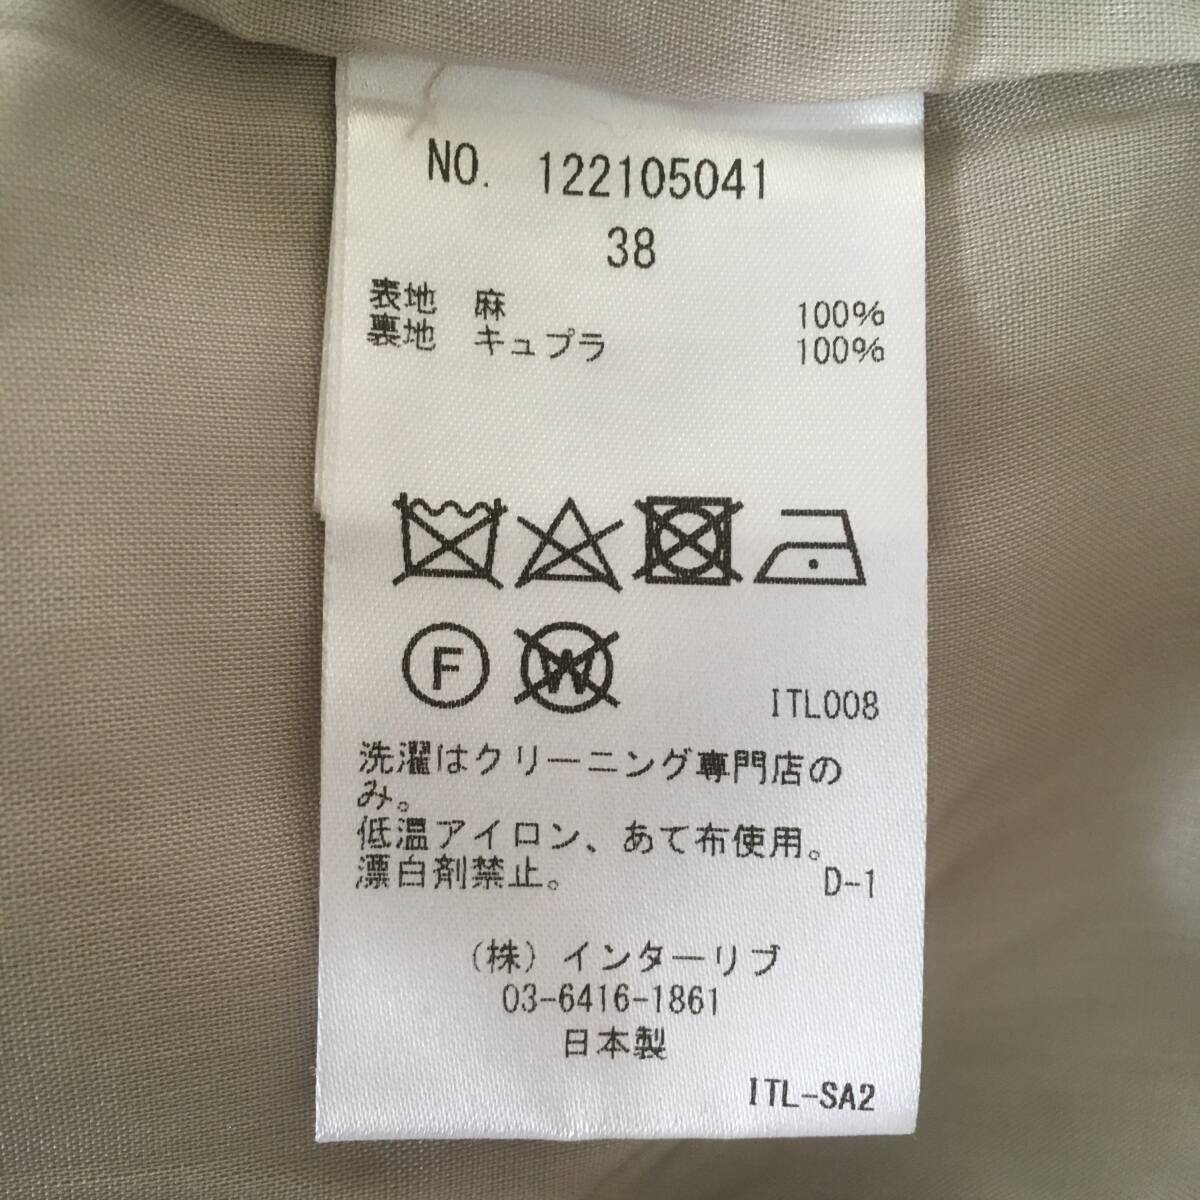 NO. 122105041
38
表地 麻 100%
裏地 キュプラ 100%
F W
ITL008
洗濯はクリーニング専門店の
み。
低温アイロン、あて布使用。
漂白剤禁止。 D-1
(株)インターリブ
03-6416-1861
日本製
ITL-SA2